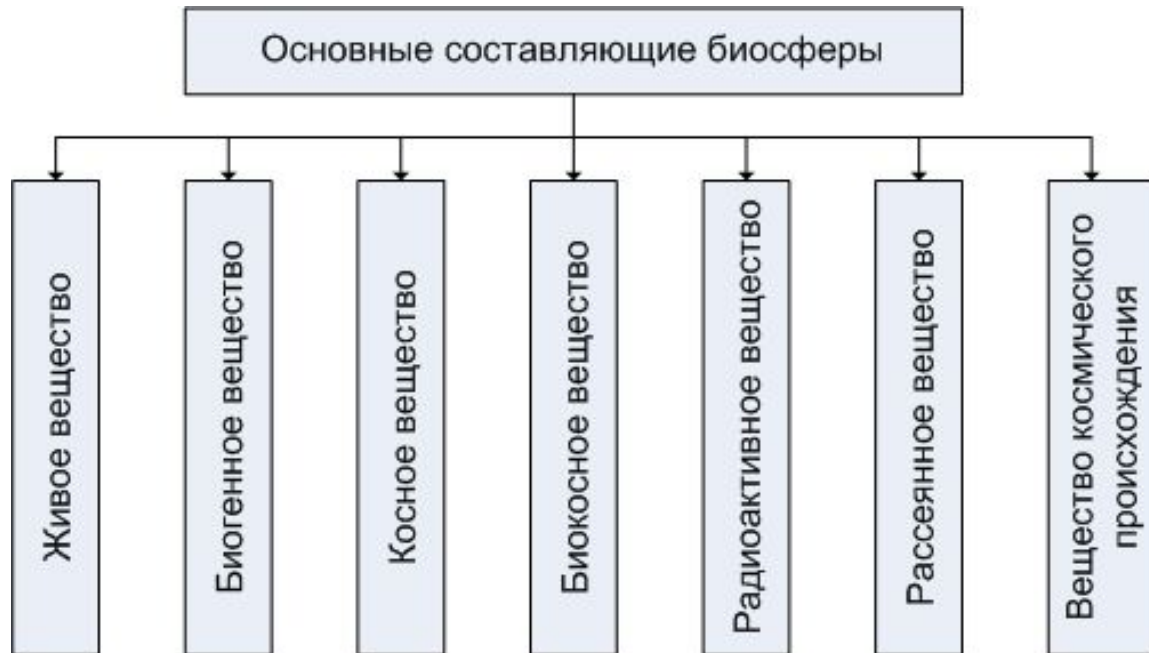 Основные составляющие биосферы
Живое вещество
Биогенное вещество
Косное вещество
Биокосное вещество
Радиоактивное вещество
Рассеянное вещество
Вещество космического
происхождения